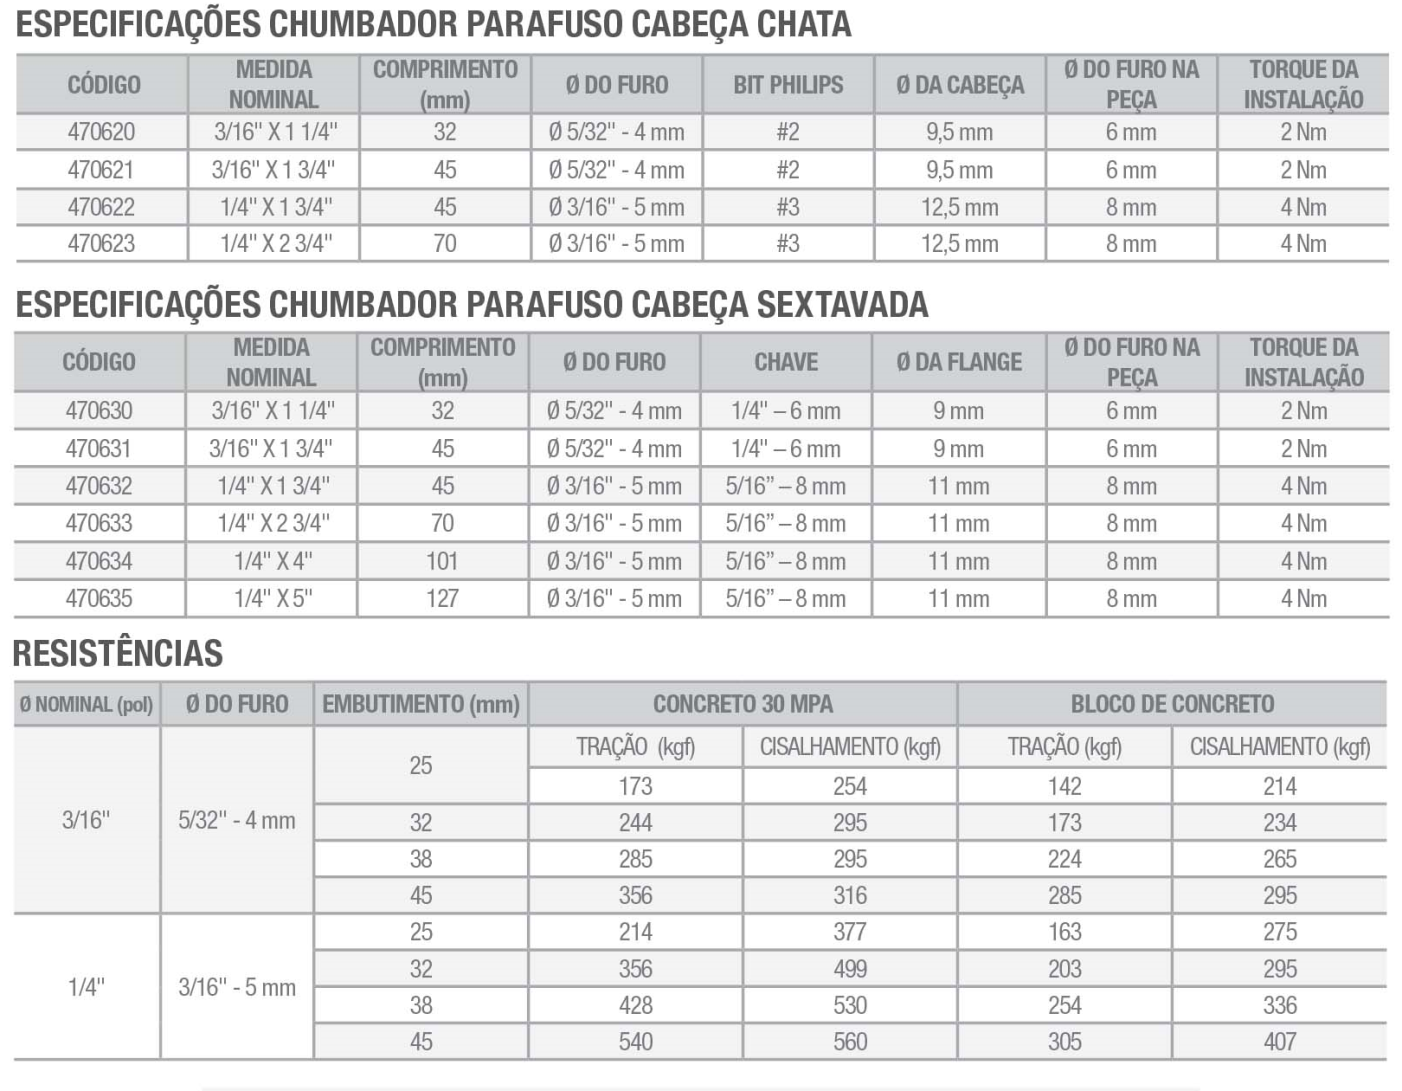 ESPECIFICAÇÕES CHUMBADOR PARAFUSO CABEÇA CHATA
CÓDIGO MEDIDA NOMINAL COMPRIMENTO (mm) Ø DO FURO BIT PHILIPS Ø DA CABEÇA Ø DO FURO NA PEÇA TORQUE DA INSTALAÇÃO
470620 3/16" X 1 1/4" 32 Ø 5/32" - 4 mm #2 9,5 mm 6 mm 2 Nm
470621 3/16" X 1 3/4" 45 Ø 5/32" - 4 mm #2 9,5 mm 6 mm 2 Nm
470622 1/4" X 1 3/4" 45 Ø 3/16" - 5 mm #3 12,5 mm 8 mm 4 Nm
470623 1/4" X 2 3/4" 70 Ø 3/16" - 5 mm #3 12,5 mm 8 mm 4 Nm
ESPECIFICAÇÕES CHUMBADOR PARAFUSO CABEÇA SEXTAVADA
CÓDIGO MEDIDA NOMINAL COMPRIMENTO (mm) Ø DO FURO CHAVE Ø DA FLANGE Ø DO FURO NA PEÇA TORQUE DA INSTALAÇÃO
470630 3/16" X 1 1/4" 32 Ø 5/32" - 4 mm 1/4" – 6 mm 9 mm 6 mm 2 Nm
470631 3/16" X 1 3/4" 45 Ø 5/32" - 4 mm 1/4" – 6 mm 9 mm 6 mm 2 Nm
470632 1/4" X 1 3/4" 45 Ø 3/16" - 5 mm 5/16” – 8 mm 11 mm 8 mm 4 Nm
470633 1/4" X 2 3/4" 70 Ø 3/16" - 5 mm 5/16” – 8 mm 11 mm 8 mm 4 Nm
470634 1/4" X 4" 101 Ø 3/16" - 5 mm 5/16” – 8 mm 11 mm 8 mm 4 Nm
470635 1/4" X 5" 127 Ø 3/16" - 5 mm 5/16” – 8 mm 11 mm 8 mm 4 Nm
RESISTÊNCIAS
Ø NOMINAL (pol) Ø DO FURO EMBUTIMENTO (mm) CONCRETO 30 MPA BLOCO DE CONCRETO
TRAÇÃO (kgf) CISALHAMENTO (kgf) TRAÇÃO (kgf) CISALHAMENTO (kgf)
3/16" 5/32" - 4 mm 25 173 254 142 214
32 244 295 173 234
38 285 295 224 265
45 356 316 285 295
1/4" 3/16" - 5 mm 25 214 377 163 275
32 356 499 203 295
38 428 530 254 336
45 540 560 305 407